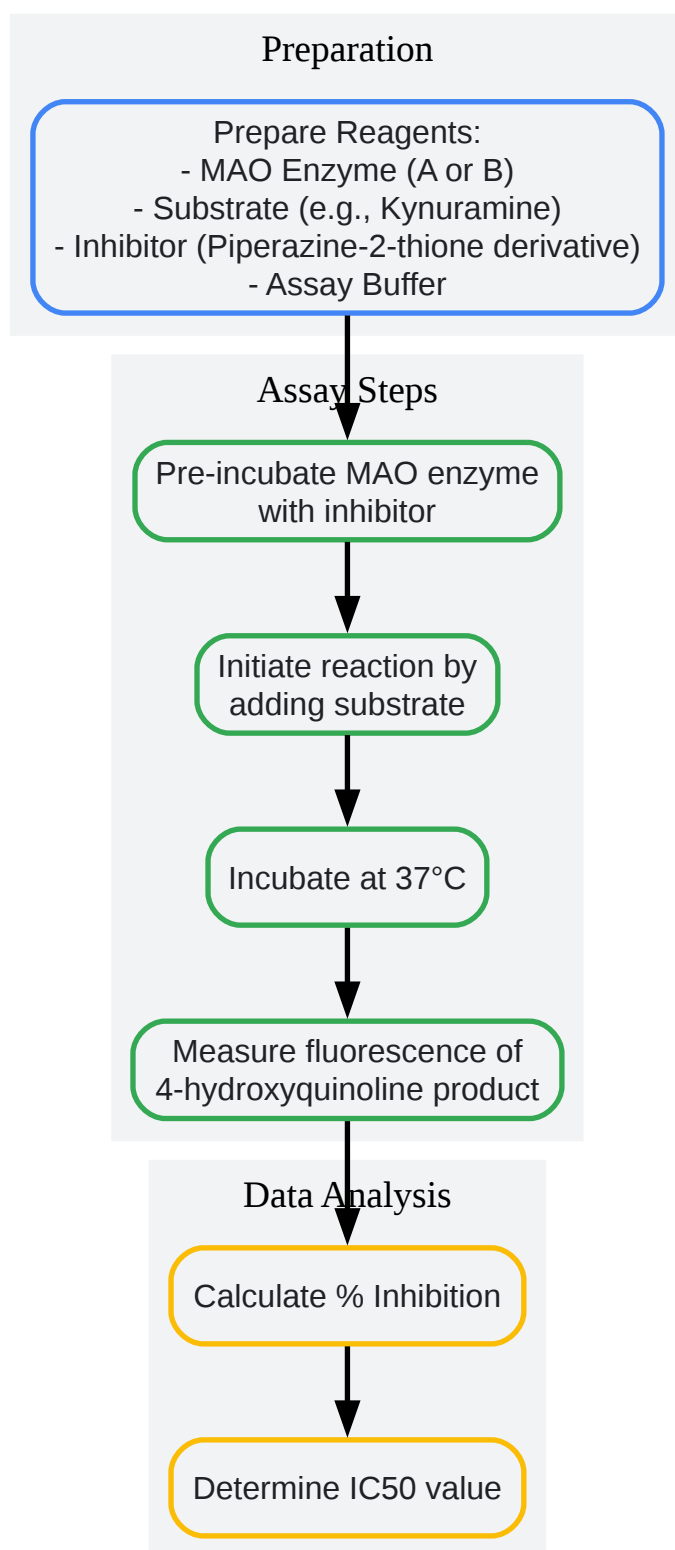 Preparation
Prepare Reagents:
- MAO Enzyme (A or B)
- Substrate (e.g., Kynuramine)
- Inhibitor (Piperazine-2-thione derivative)
- Assay Buffer
Assay Steps
Pre-incubate MAO enzyme
with inhibitor
Initiate reaction by
adding substrate
Incubate at 37°C
Measure fluorescence of
4-hydroxyquinoline product
Data Analysis
Calculate % Inhibition
Determine IC50 value